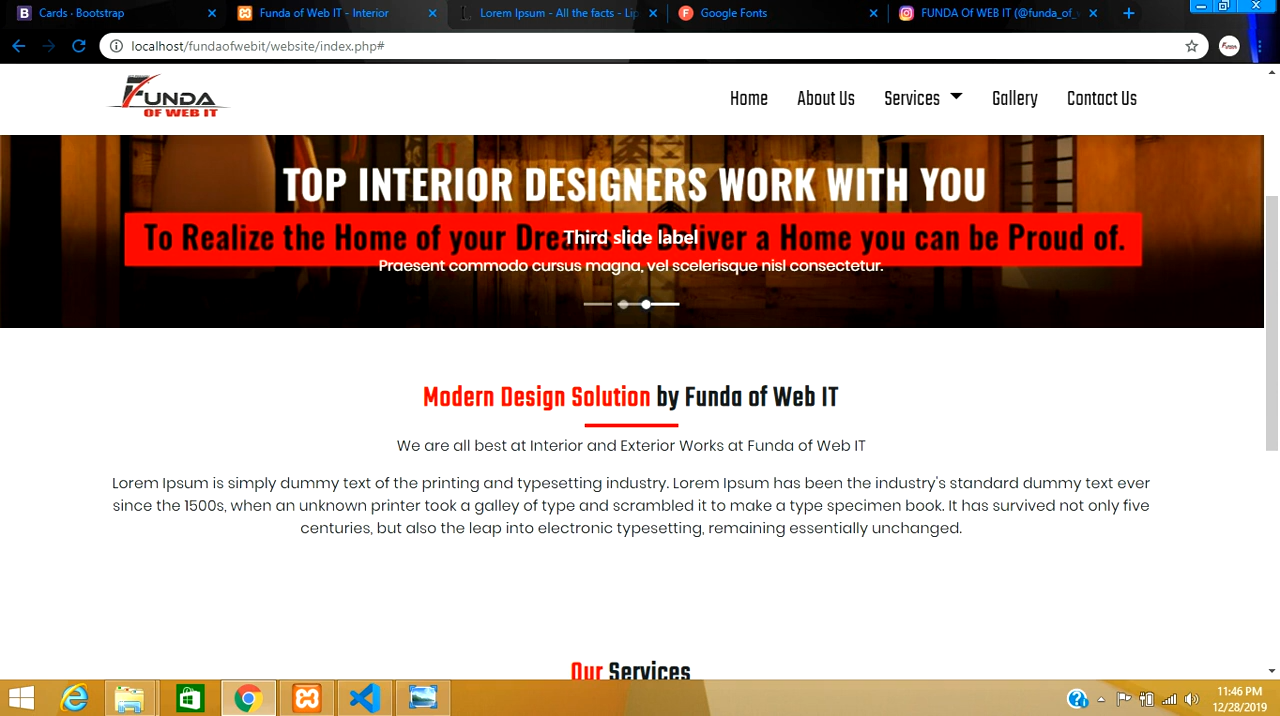 Cards · Bootstrap
Funda of Web IT - Interior
Lorem Ipsum - All the facts - Lip
Google Fonts
FUNDA Of WEB IT (@funda_of_
localhost/fundaofwebit/website/index.php#
FUNDA
OF WEB IT
Home
About Us
Services
Gallery
Contact Us
TOP INTERIOR DESIGNERS WORK WITH YOU
To Realize the Home of your Dreams to Deliver a Home you can be Proud of.
Third slide label
Praesent commodo cursus magna, vel scelerisque nisl consectetur.
Modern Design Solution by Funda of Web IT
We are all best at Interior and Exterior Works at Funda of Web IT
Lorem Ipsum is simply dummy text of the printing and typesetting industry. Lorem Ipsum has been the industry's standard dummy text ever
since the 1500s, when an unknown printer took a galley of type and scrambled it to make a type specimen book. It has survived not only five
centuries, but also the leap into electronic typesetting, remaining essentially unchanged.
Our Services
11:46 PM
12/28/2019